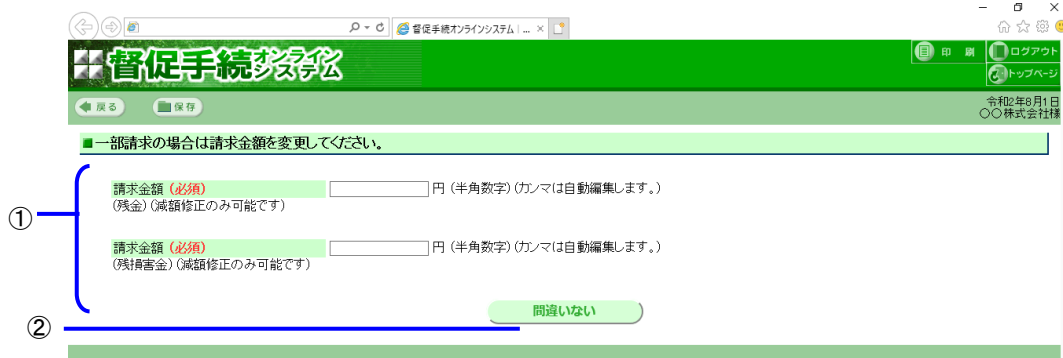 督促手続オンラインシステム | ... ×
督促手続オンラインシステム
印 刷
ログアウト
トップページ
戻る
保存
令和2年8月1日
〇〇株式会社様
■一部請求の場合は請求金額を変更してください。
①
請求金額 (必須) 円 (半角数字) (カンマは自動編集します。)
(残金) (減額修正のみ可能です)
請求金額 (必須) 円 (半角数字) (カンマは自動編集します。)
(残損害金) (減額修正のみ可能です)
間違いない
②